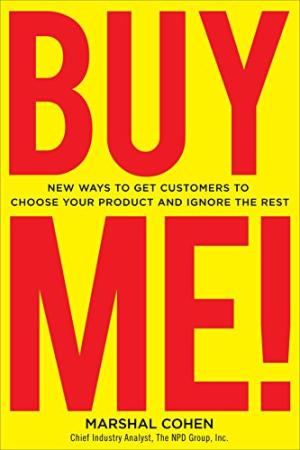 BUY
NEW WAYS TO GET CUSTOMERS TO
CHOOSE YOUR PRODUCT AND IGNORE THE REST
ME!
MARSHAL COHEN
Chief Industry Analyst, The NPD Group, Inc.